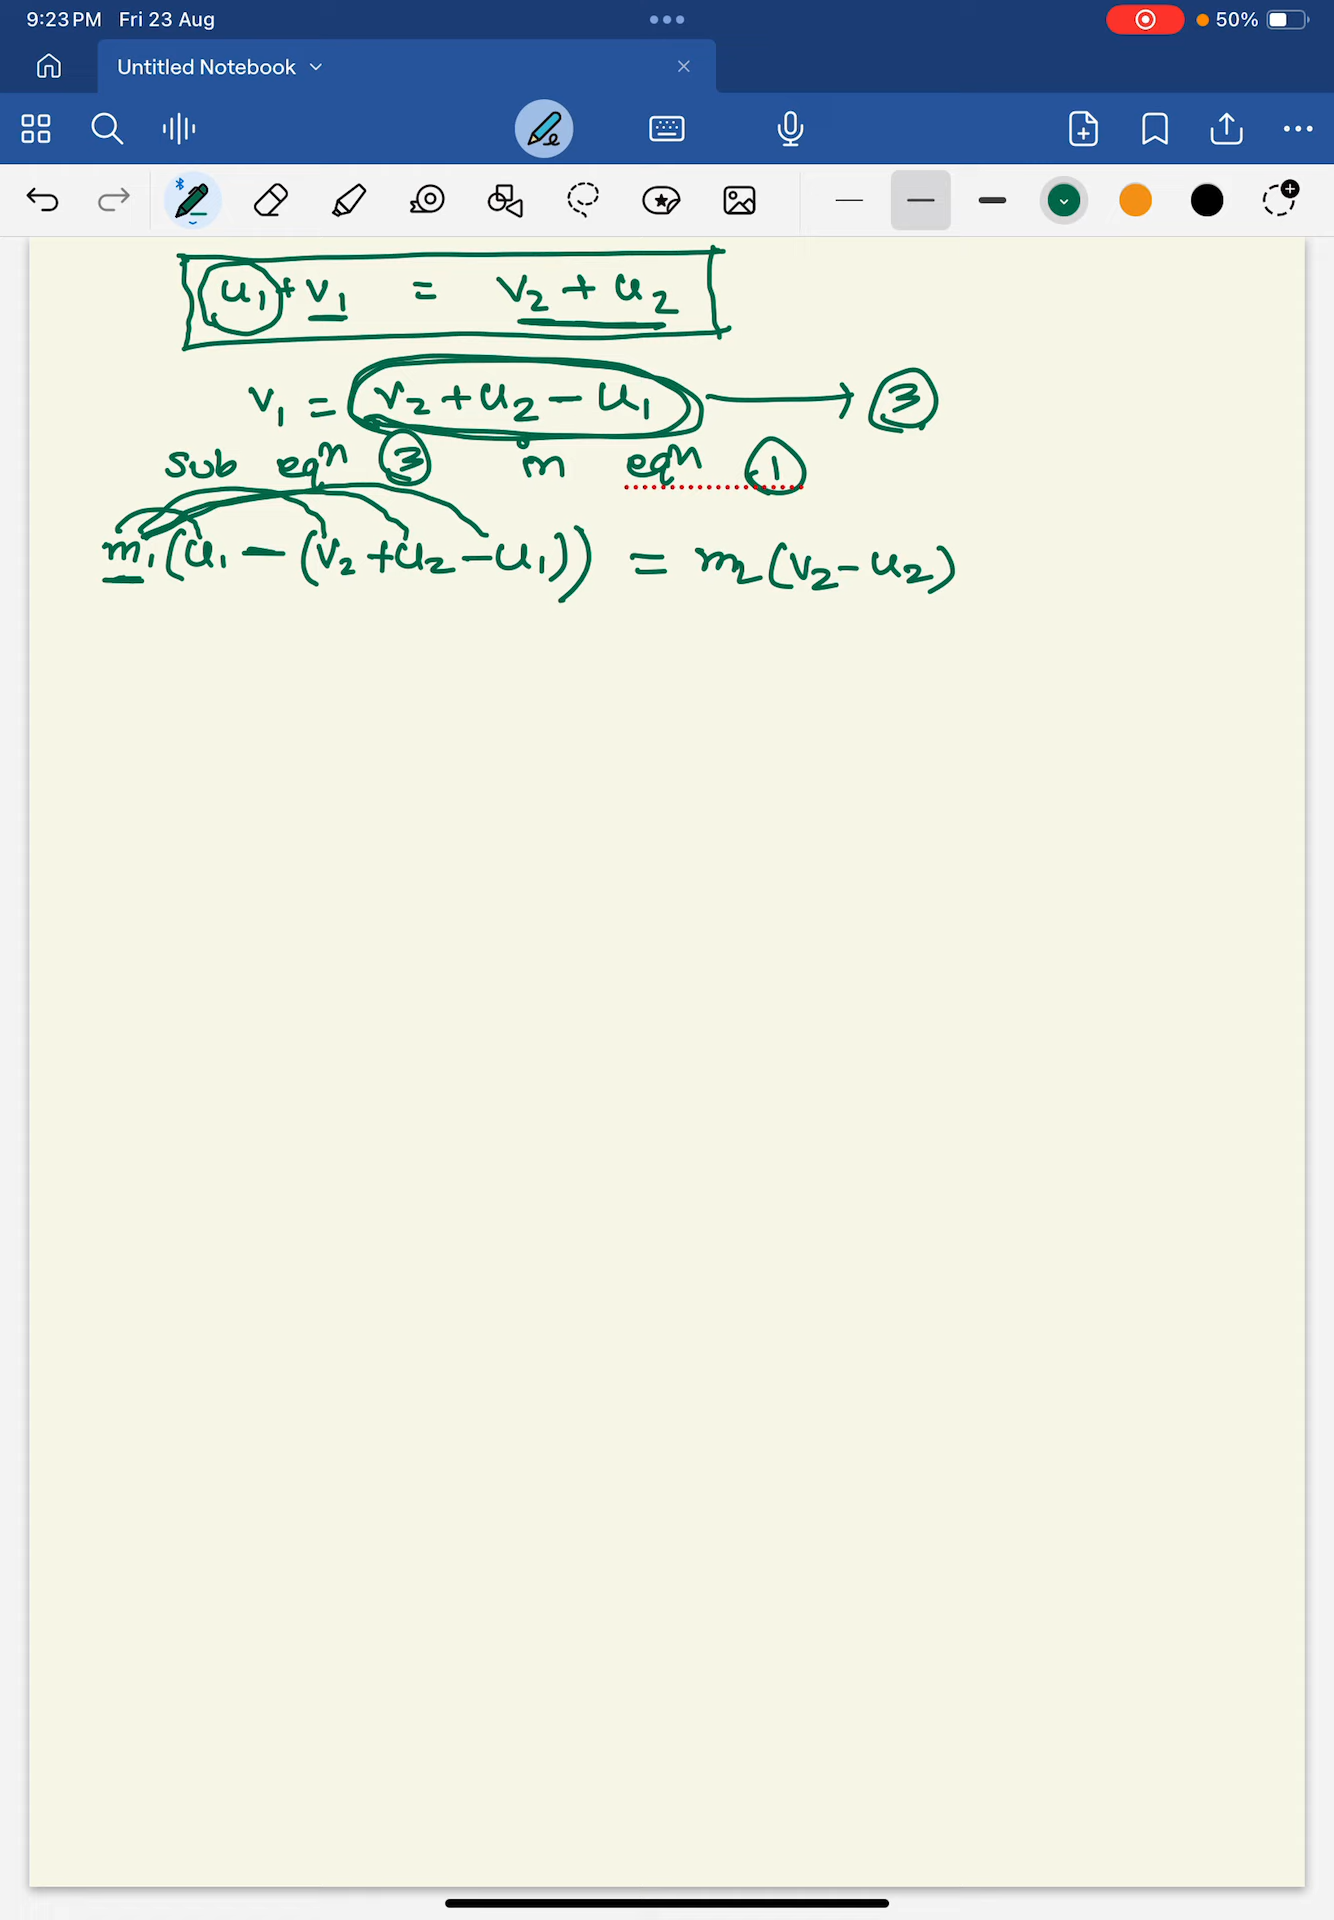 9:23 PM Fri 23 Aug 50%
Untitled Notebook
u₁ + v₁ = v₂ + u₂
v₁ = v₂ + u₂ − u₁ → ③
Sub eqⁿ ③ in eqⁿ ①
m₁(u₁ − (v₂ + u₂ − u₁)) = m₂(v₂ − u₂)